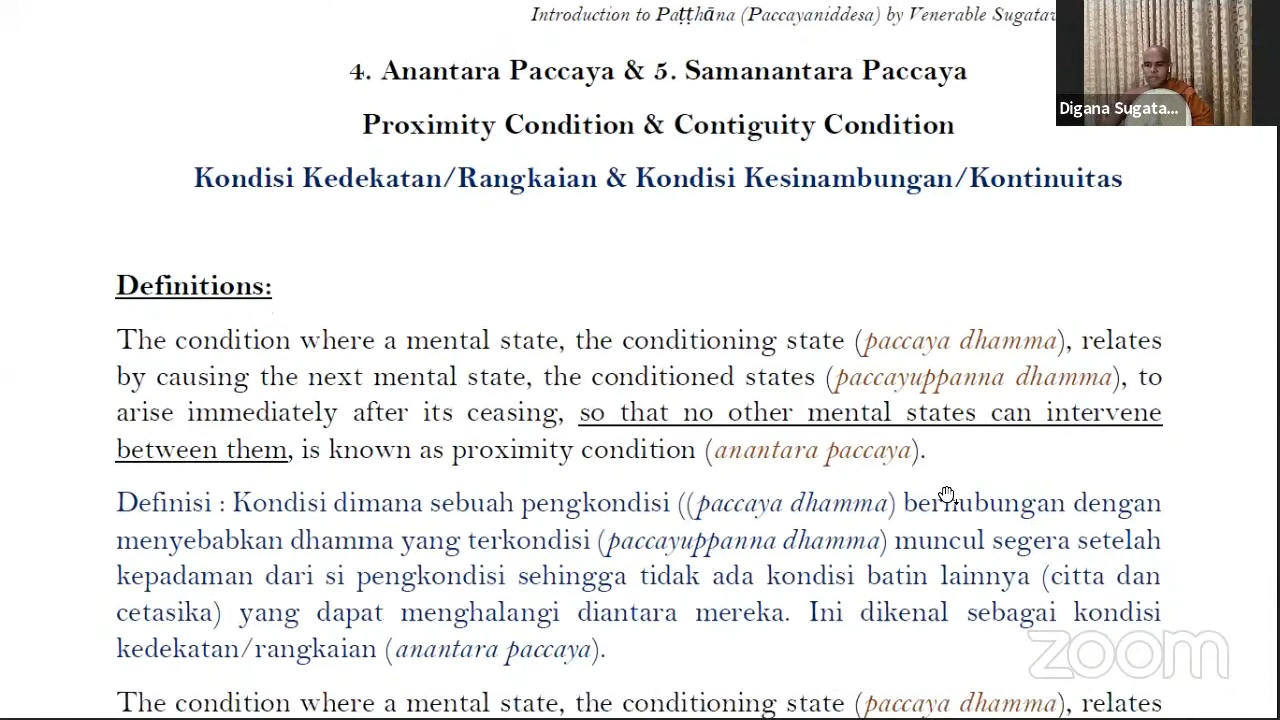 Introduction to Paṭṭhāna (Paccayaniddesa) by Venerable
4. Anantara Paccaya & 5. Samanantara Paccaya
Digana Sugata...
Proximity Condition & Contiguity Condition
Kondisi Kedekatan/Rangkaian & Kondisi Kesinambungan/Kontinuitas
Definitions:
The condition where a mental state, the conditioning state (paccaya dhamma), relates
by causing the next mental state, the conditioned states (paccayuppanna dhamma), to
arise immediately after its ceasing, so that no other mental states can intervene
between them, is known as proximity condition (anantara paccaya).
Definisi : Kondisi dimana sebuah pengkondisi ((paccaya dhamma) berhubungan dengan
menyebabkan dhamma yang terkondisi (paccayuppanna dhamma) muncul segera setelah
kepadaman dari si pengkondisi sehingga tidak ada kondisi batin lainnya (citta dan
cetasika) yang dapat menghalangi diantara mereka. Ini dikenal sebagai kondisi
kedekatan/rangkaian (anantara paccaya).
zoom
The condition where a mental state, the conditioning state (paccaya dhamma), relates